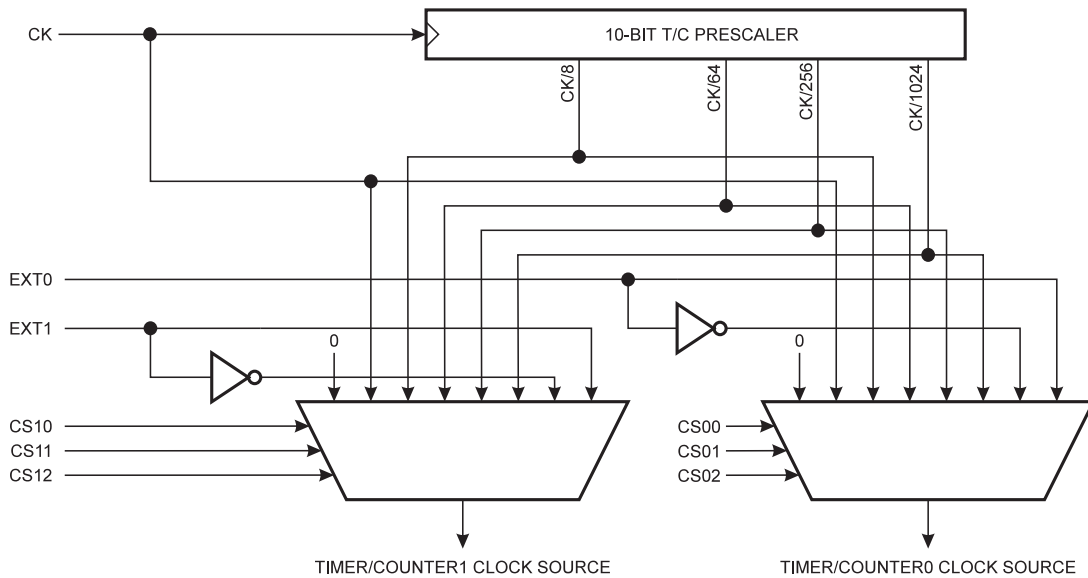 CK
10-BIT T/C PRESCALER
CK/8
CK/64
CK/256
CK/1024
EXT0
EXT1
0
0
CS10
CS11
CS12
CS00
CS01
CS02
TIMER/COUNTER1 CLOCK SOURCE
TIMER/COUNTER0 CLOCK SOURCE